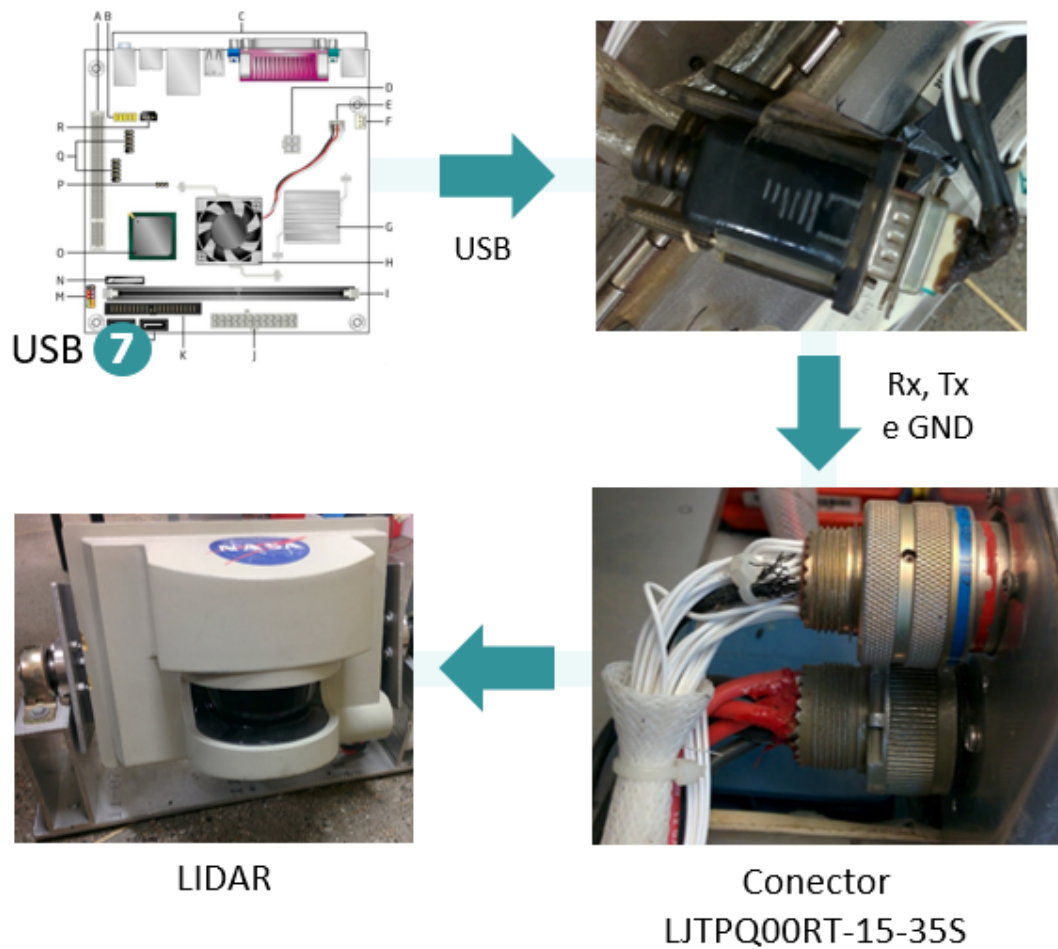 A B C
D
E
F
R
Q
P
G
O
H
N
I
M
K J
USB 7
USB
Rx, Tx
e GND
NASA
LIDAR
Conector
LJTPQ00RT-15-35S